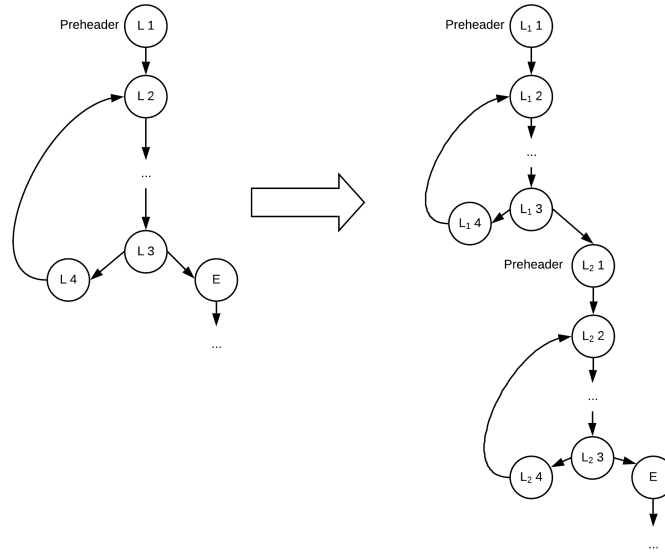 Preheader
L 1
L 2
...
L 3
L 4
E
...
Preheader
L₁ 1
L₁ 2
...
L₁ 3
L₁ 4
Preheader
L₂ 1
L₂ 2
...
L₂ 3
L₂ 4
E
...